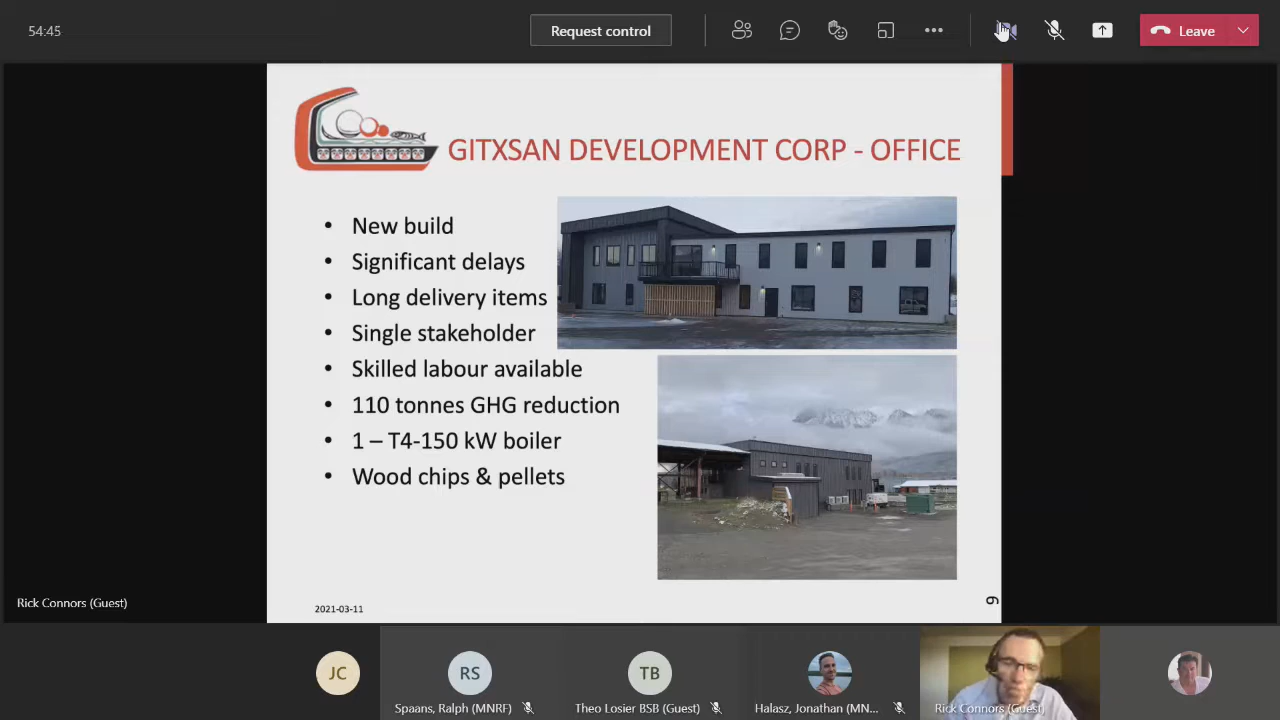 54:45
Request control
Leave
GITXSAN DEVELOPMENT CORP - OFFICE
• New build
• Significant delays
• Long delivery items
• Single stakeholder
• Skilled labour available
• 110 tonnes GHG reduction
• 1 – T4-150 kW boiler
• Wood chips & pellets
Rick Connors (Guest)
2021-03-11
9
JC
RS
TB
Spaans, Ralph (MNRF)
Theo Losier BSB (Guest)
Halasz, Jonathan (MN...
Rick Connors (Guest)